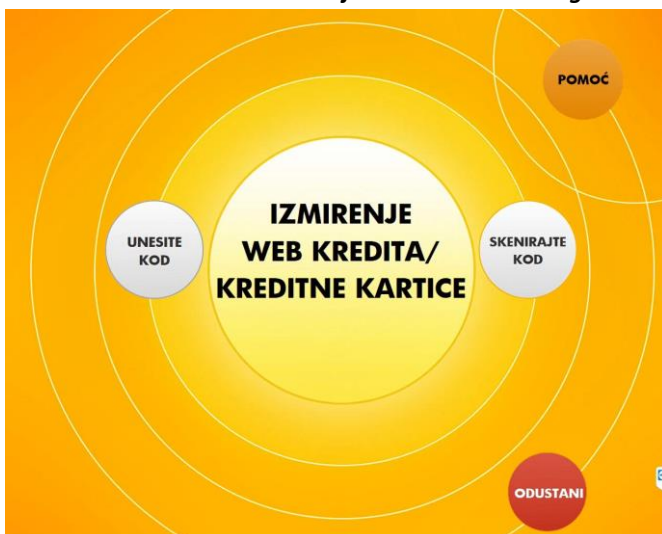 POMOĆ
IZMIRENJE
WEB KREDITA/
KREDITNE KARTICE
UNESITE
KOD
SKENIRAJTE
KOD
ODUSTANI